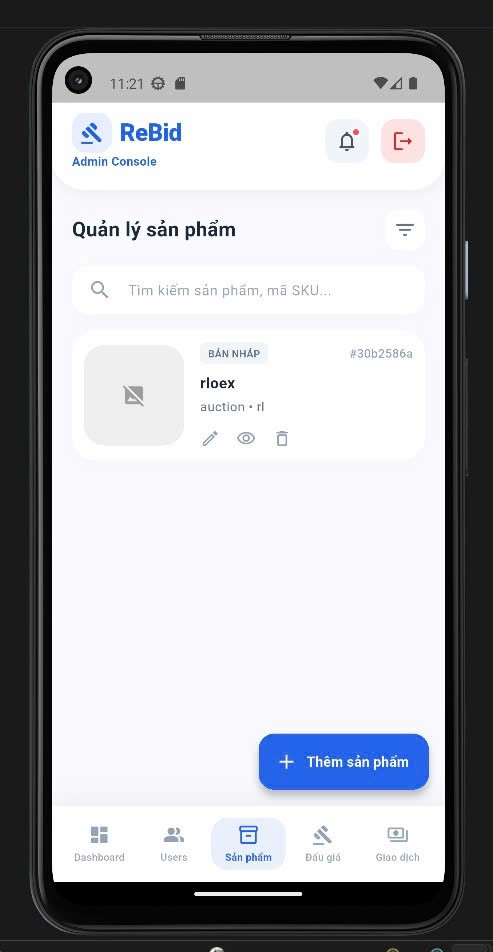 11:21
ReBid
Admin Console
Quản lý sản phẩm
Tìm kiếm sản phẩm, mã SKU...
BẢN NHÁP
#30b2586a
rloex
auction • rl
Thêm sản phẩm
Dashboard
Users
Sản phẩm
Đấu giá
Giao dịch